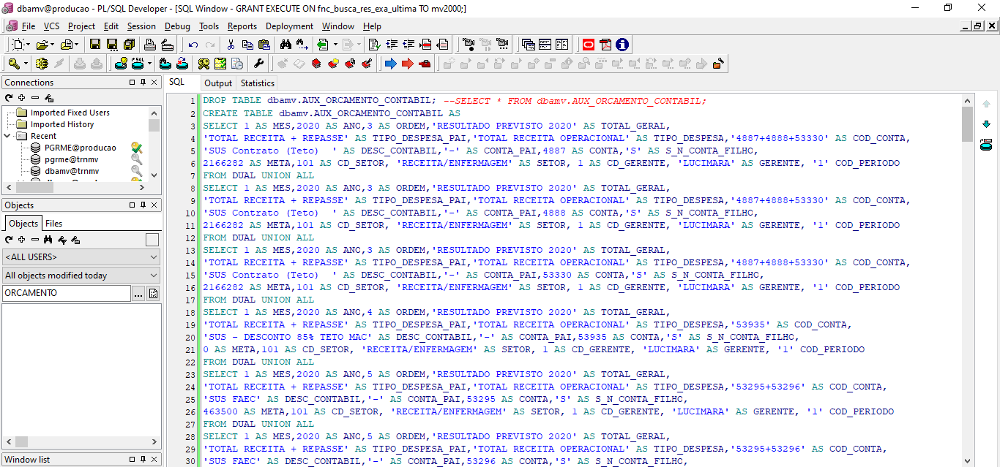 dbamv@producao - PL/SQL Developer - [SQL Window - GRANT EXECUTE ON fnc_busca_res_exa_ultima TO mv2000;]
File VCS Project Edit Session Debug Tools Reports Deployment Window Help
Connections
Imported Fixed Users
Imported History
Recent
PGRME@producao
pgrme@trnmv
dbamv@trnmv
Objects
Objects Files
<ALL USERS>
All objects modified today
ORCAMENTO
Window list
SQL Output Statistics
1 DROP TABLE dbamv.AUX_ORCAMENTO_CONTABIL; --SELECT * FROM dbamv.AUX_ORCAMENTO_CONTABIL;
2 CREATE TABLE dbamv.AUX_ORCAMENTO_CONTABIL AS
3 SELECT 1 AS MES,2020 AS ANO,3 AS ORDEM,'RESULTADO PREVISTO 2020' AS TOTAL_GERAL,
4 'TOTAL RECEITA + REPASSE' AS TIPO_DESPESA_PAI,'TOTAL RECEITA OPERACIONAL' AS TIPO_DESPESA,'4887+4888+53330' AS COD_CONTA,
5 'SUS Contrato (Teto)  ' AS DESC_CONTABIL,'-' AS CONTA_PAI,4887 AS CONTA,'S' AS S_N_CONTA_FILHO,
6 2166282 AS META,101 AS CD_SETOR, 'RECEITA/ENFERMAGEM' AS SETOR, 1 AS CD_GERENTE, 'LUCIMARA' AS GERENTE, '1' COD_PERIODO
7 FROM DUAL UNION ALL
8 SELECT 1 AS MES,2020 AS ANO,3 AS ORDEM,'RESULTADO PREVISTO 2020' AS TOTAL_GERAL,
9 'TOTAL RECEITA + REPASSE' AS TIPO_DESPESA_PAI,'TOTAL RECEITA OPERACIONAL' AS TIPO_DESPESA,'4887+4888+53330' AS COD_CONTA,
10 'SUS Contrato (Teto)  ' AS DESC_CONTABIL,'-' AS CONTA_PAI,4888 AS CONTA,'S' AS S_N_CONTA_FILHO,
11 2166282 AS META,101 AS CD_SETOR, 'RECEITA/ENFERMAGEM' AS SETOR, 1 AS CD_GERENTE, 'LUCIMARA' AS GERENTE, '1' COD_PERIODO
12 FROM DUAL UNION ALL
13 SELECT 1 AS MES,2020 AS ANO,3 AS ORDEM,'RESULTADO PREVISTO 2020' AS TOTAL_GERAL,
14 'TOTAL RECEITA + REPASSE' AS TIPO_DESPESA_PAI,'TOTAL RECEITA OPERACIONAL' AS TIPO_DESPESA,'4887+4888+53330' AS COD_CONTA,
15 'SUS Contrato (Teto)  ' AS DESC_CONTABIL,'-' AS CONTA_PAI,53330 AS CONTA,'S' AS S_N_CONTA_FILHO,
16 2166282 AS META,101 AS CD_SETOR, 'RECEITA/ENFERMAGEM' AS SETOR, 1 AS CD_GERENTE, 'LUCIMARA' AS GERENTE, '1' COD_PERIODO
17 FROM DUAL UNION ALL
18 SELECT 1 AS MES,2020 AS ANO,4 AS ORDEM,'RESULTADO PREVISTO 2020' AS TOTAL_GERAL,
19 'TOTAL RECEITA + REPASSE' AS TIPO_DESPESA_PAI,'TOTAL RECEITA OPERACIONAL' AS TIPO_DESPESA,'53935' AS COD_CONTA,
20 'SUS - DESCONTO 85% TETO MAC' AS DESC_CONTABIL,'-' AS CONTA_PAI,53935 AS CONTA,'S' AS S_N_CONTA_FILHO,
21 0 AS META,101 AS CD_SETOR, 'RECEITA/ENFERMAGEM' AS SETOR, 1 AS CD_GERENTE, 'LUCIMARA' AS GERENTE, '1' COD_PERIODO
22 FROM DUAL UNION ALL
23 SELECT 1 AS MES,2020 AS ANO,5 AS ORDEM,'RESULTADO PREVISTO 2020' AS TOTAL_GERAL,
24 'TOTAL RECEITA + REPASSE' AS TIPO_DESPESA_PAI,'TOTAL RECEITA OPERACIONAL' AS TIPO_DESPESA,'53295+53296' AS COD_CONTA,
25 'SUS FAEC' AS DESC_CONTABIL,'-' AS CONTA_PAI,53295 AS CONTA,'S' AS S_N_CONTA_FILHO,
26 463500 AS META,101 AS CD_SETOR, 'RECEITA/ENFERMAGEM' AS SETOR, 1 AS CD_GERENTE, 'LUCIMARA' AS GERENTE, '1' COD_PERIODO
27 FROM DUAL UNION ALL
28 SELECT 1 AS MES,2020 AS ANO,5 AS ORDEM,'RESULTADO PREVISTO 2020' AS TOTAL_GERAL,
29 'TOTAL RECEITA + REPASSE' AS TIPO_DESPESA_PAI,'TOTAL RECEITA OPERACIONAL' AS TIPO_DESPESA,'53295+53296' AS COD_CONTA,
30 'SUS FAEC' AS DESC_CONTABIL,'-' AS CONTA_PAI,53296 AS CONTA,'S' AS S_N_CONTA_FILHO,